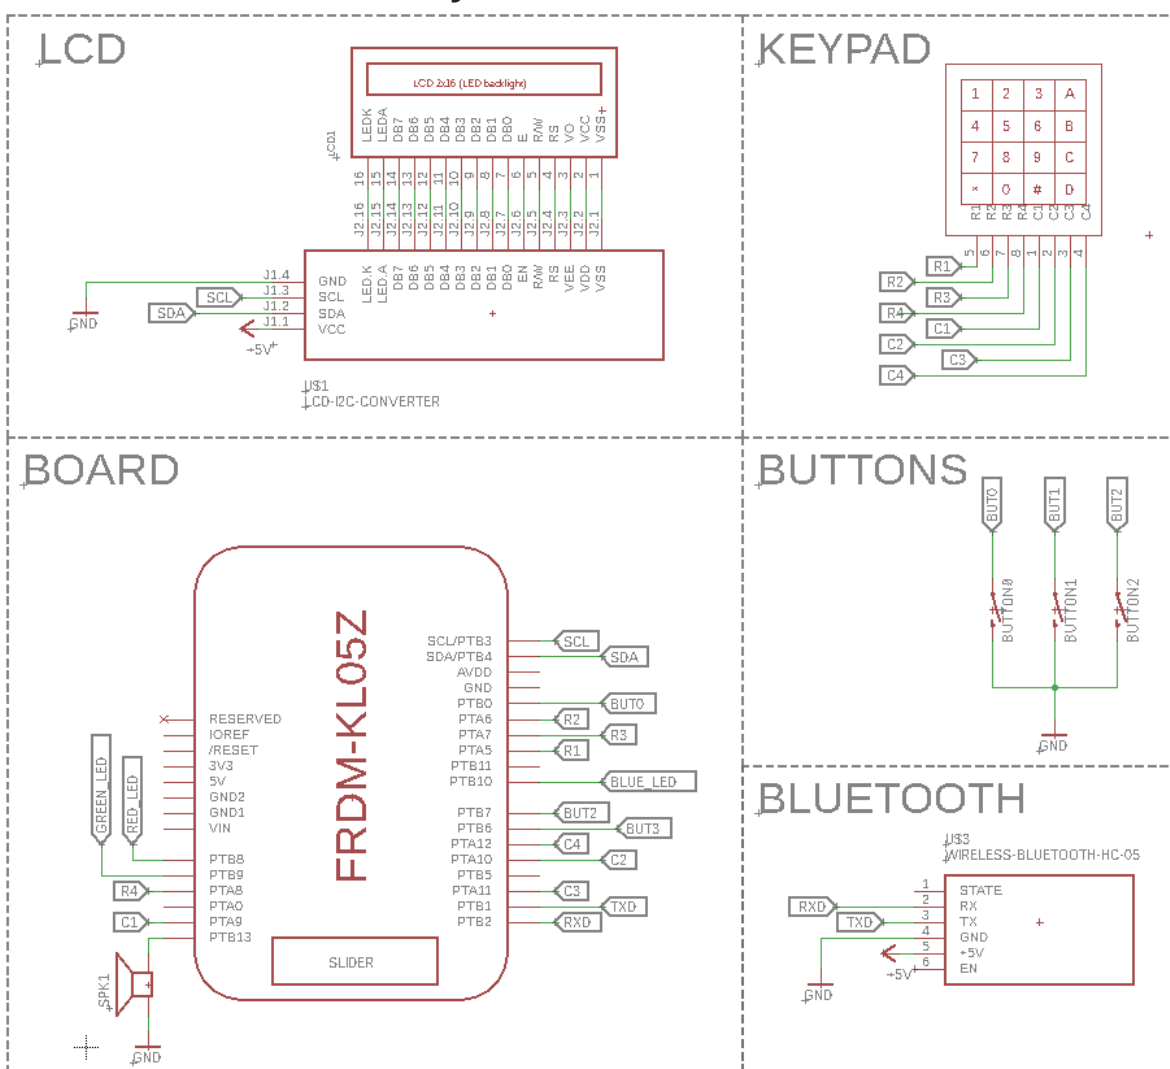 LCD
LCD 2x16 (LED backlight)
LCD1
LEDK LEDA DB7 DB6 DB5 DB4 DB3 DB2 DB1 DB0 E R/W RS VO VCC VSS
16 15 14 13 12 11 10 9 8 7 6 5 4 3 2 1
J2.16 J2.15 J2.14 J2.13 J2.12 J2.11 J2.10 J2.9 J2.8 J2.7 J2.6 J2.5 J2.4 J2.3 J2.2 J2.1
LED.K LED.A DB7 DB6 DB5 DB4 DB3 DB2 DB1 DB0 EN R/W RS VEE VDD VSS
J1.4 GND
SCL J1.3 SCL
SDA J1.2 SDA
J1.1 VCC
GND
+5V
U$1
LCD-I2C-CONVERTER
KEYPAD
1 2 3 A
4 5 6 B
7 8 9 C
* 0 # D
R1 R2 R3 R4 C1 C2 C3 C4
5 6 7 8 1 2 3 4
R1
R2
R3
R4
C1
C2
C3
C4
BOARD
FRDM-KL05Z
RESERVED
IOREF
/RESET
3V3
5V
GND2
GND1
VIN
GREEN_LED
RED_LED
PTB8
PTB9
R4 PTA8
PTA0
C1 PTA9
PTB13
SPK1
GND
SLIDER
SCL/PTB3 SCL
SDA/PTB4 SDA
AVDD
GND
PTB0 BUT0
PTA6 R2
PTA7 R3
PTA5 R1
PTB11
PTB10 BLUE_LED
PTB7 BUT2
PTB6 BUT3
PTA12 C4
PTA10 C2
PTB5
PTA11 C3
PTB1 TXD
PTB2 RXD
BUTTONS
BUT0 BUT1 BUT2
BUTTON0 BUTTON1 BUTTON2
GND
BLUETOOTH
U$3
WIRELESS-BLUETOOTH-HC-05
1 STATE
RXD 2 RX
TXD 3 TX
4 GND
5 +5V
+5V 6 EN
GND